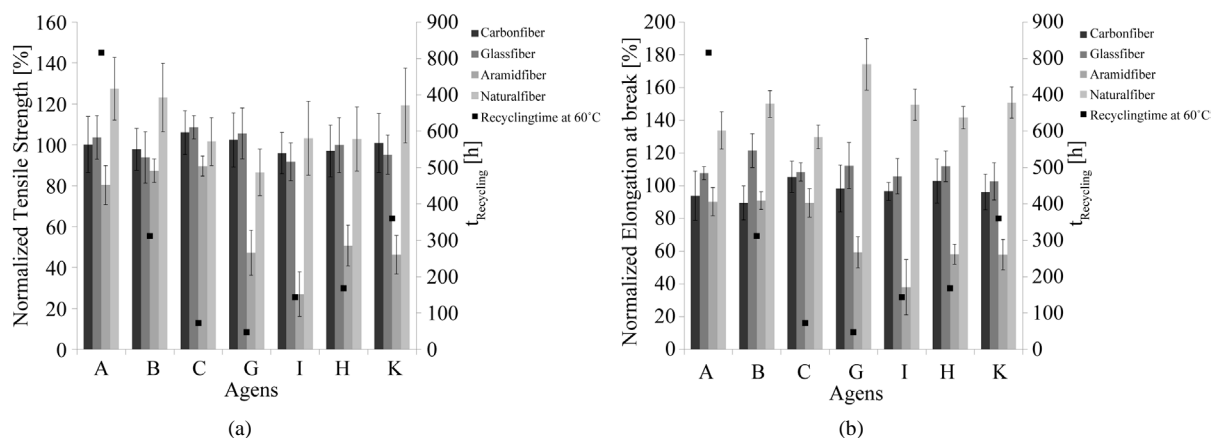 Normalized Tensile Strength [%]
160
140
120
100
80
60
40
20
0
900
800
700
600
500
400
300
200
100
0
t_Recycling [h]
Carbonfiber
Glassfiber
Aramidfiber
Naturalfiber
Recyclingtime at 60°C
A B C G I H K
Agens
(a)
Normalized Elongation at break [%]
200
180
160
140
120
100
80
60
40
20
0
900
800
700
600
500
400
300
200
100
0
t_Recycling [h]
Carbonfiber
Glassfiber
Aramidfiber
Naturalfiber
Recyclingtime at 60°C
A B C G I H K
Agens
(b)